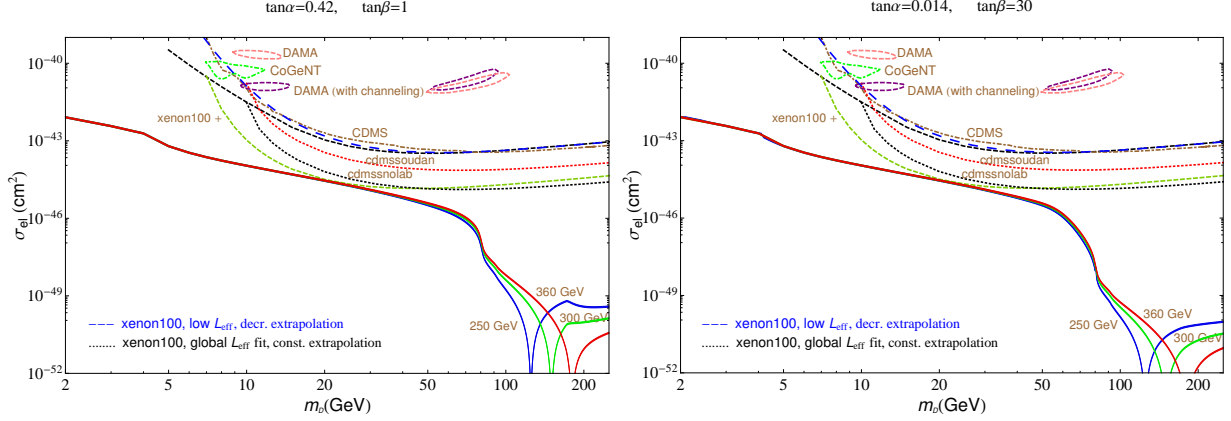 tanα=0.42, tanβ=1
10⁻⁴⁰
10⁻⁴³
10⁻⁴⁶
10⁻⁴⁹
10⁻⁵²
σel (cm²)
DAMA
CoGeNT
DAMA (with channeling)
xenon100 +
CDMS
cdmssoudan
cdmssnolab
360 GeV
300 GeV
250 GeV
xenon100, low Leff, decr. extrapolation
xenon100, global Leff fit, const. extrapolation
2 5 10 20 50 100 200
mD(GeV)
tanα=0.014, tanβ=30
10⁻⁴⁰
10⁻⁴³
10⁻⁴⁶
10⁻⁴⁹
10⁻⁵²
σel (cm²)
DAMA
CoGeNT
DAMA (with channeling)
xenon100 +
CDMS
cdmssoudan
cdmssnolab
360 GeV
250 GeV
300 GeV
xenon100, low Leff, decr. extrapolation
xenon100, global Leff fit, const. extrapolation
2 5 10 20 50 100 200
mD(GeV)